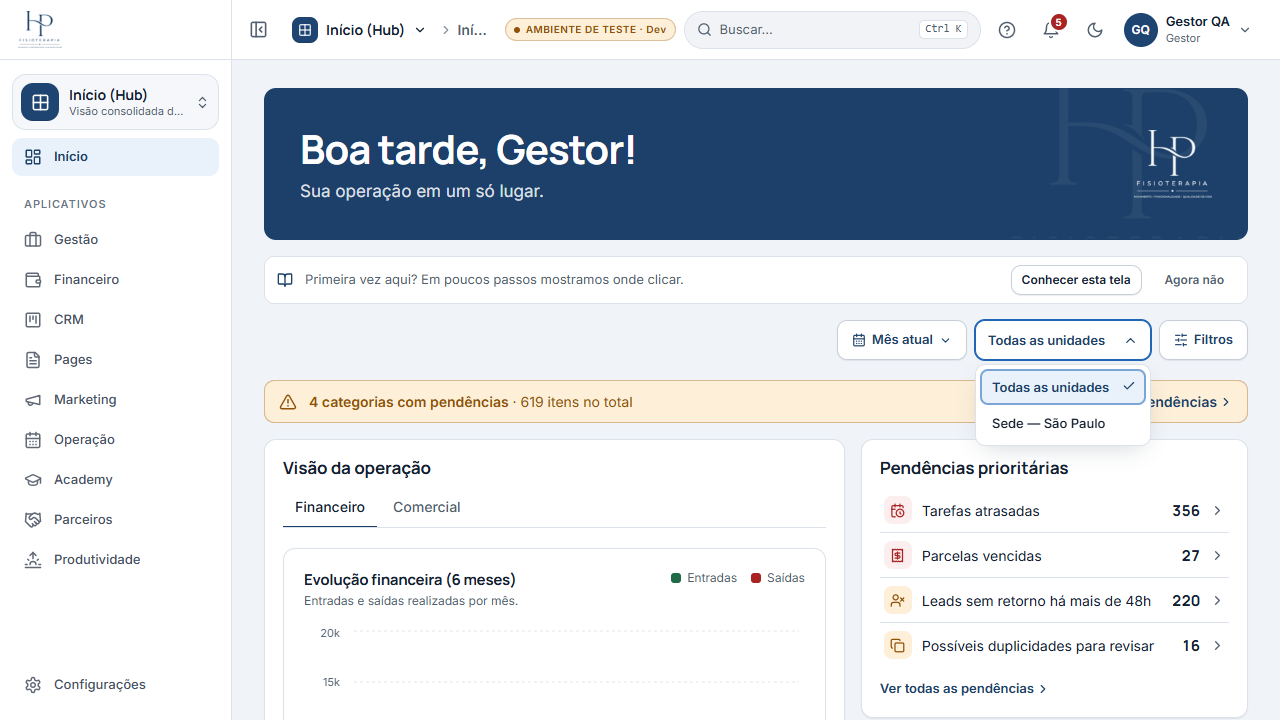 HP
FISIOTERAPIA
Início (Hub)
Iní...
AMBIENTE DE TESTE · Dev
Buscar...
Ctrl K
5
GQ
Gestor QA
Gestor
Início (Hub)
Visão consolidada d...
Início
APLICATIVOS
Gestão
Financeiro
CRM
Pages
Marketing
Operação
Academy
Parceiros
Produtividade
Configurações
Boa tarde, Gestor!
Sua operação em um só lugar.
HP
FISIOTERAPIA
Primeira vez aqui? Em poucos passos mostramos onde clicar.
Conhecer esta tela
Agora não
Mês atual
Todas as unidades
Filtros
Todas as unidades
Sede — São Paulo
4 categorias com pendências · 619 itens no total
endências
Visão da operação
Financeiro
Comercial
Evolução financeira (6 meses)
Entradas e saídas realizadas por mês.
Entradas
Saídas
20k
15k
Pendências prioritárias
Tarefas atrasadas 356
Parcelas vencidas 27
Leads sem retorno há mais de 48h 220
Possíveis duplicidades para revisar 16
Ver todas as pendências